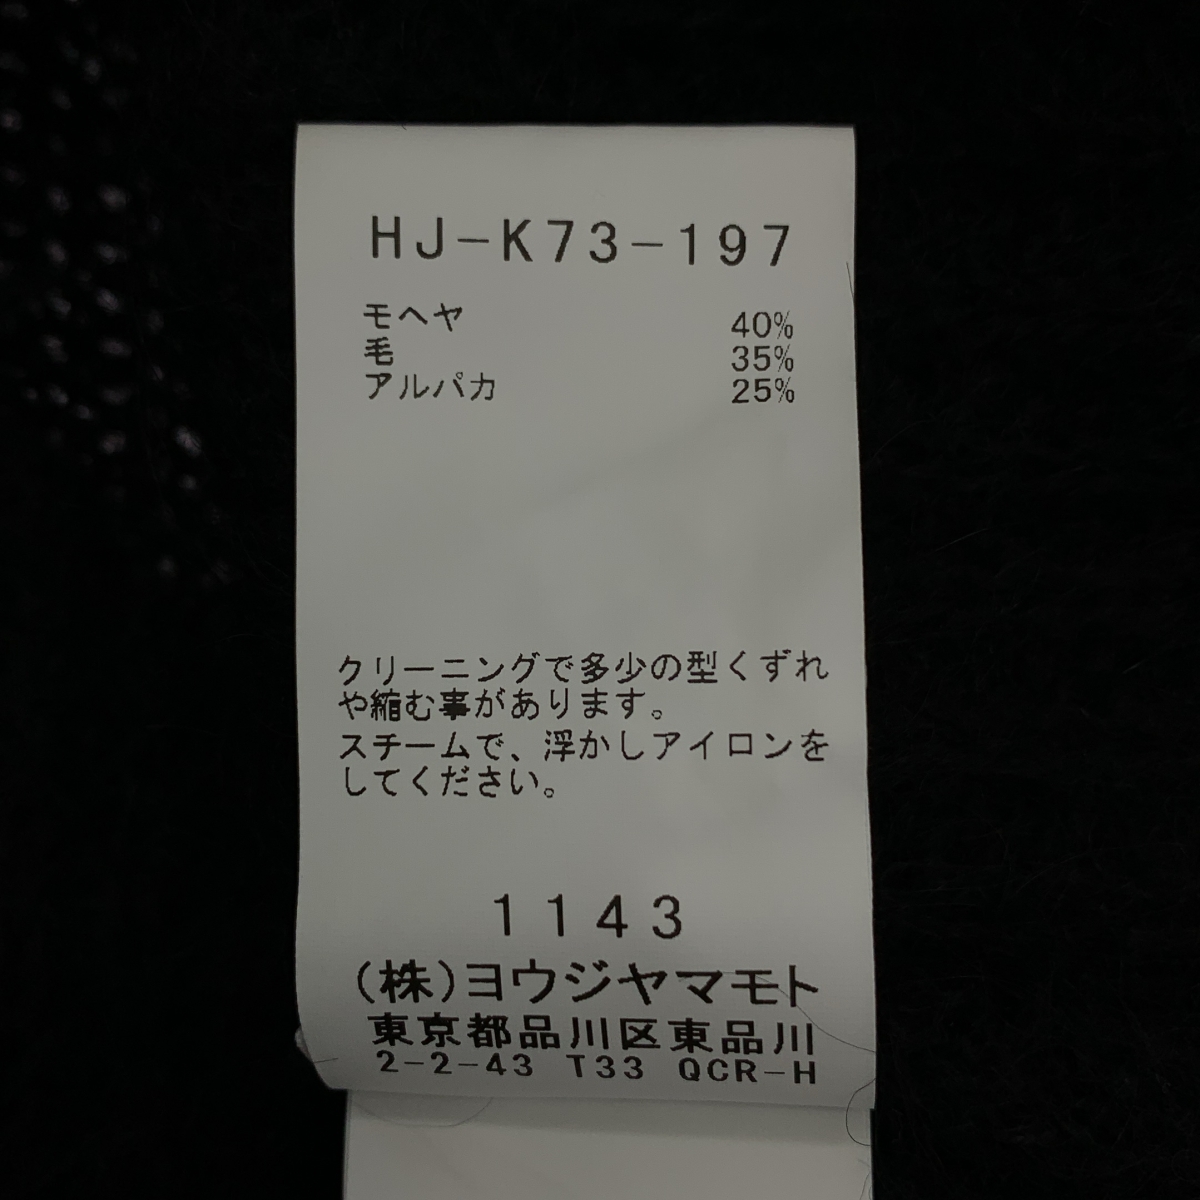 HJ-K73-197
モヘヤ 40%
毛 35%
アルパカ 25%
クリーニングで多少の型くずれ
や縮む事があります。
スチームで、浮かしアイロンを
してください。
1143
(株)ヨウジヤマモト
東京都品川区東品川
2-2-43 T33 QCR-H